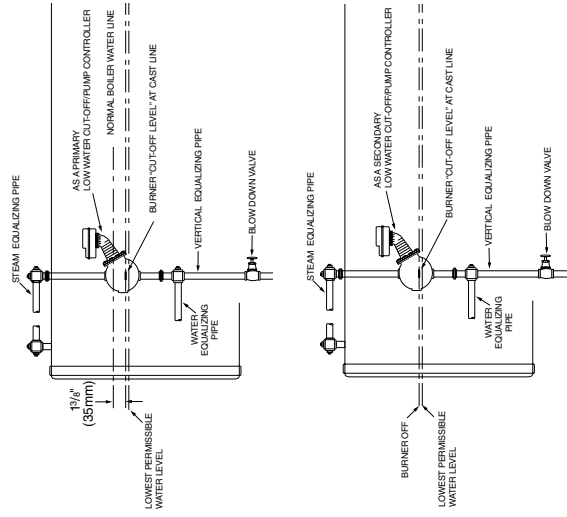 STEAM EQUALIZING PIPE
AS A PRIMARY
LOW WATER CUT-OFF/PUMP CONTROLLER
NORMAL BOILER WATER LINE
BURNER "CUT-OFF LEVEL" AT CAST LINE
VERTICAL EQUALIZING PIPE
BLOW DOWN VALVE
WATER
EQUALIZING
PIPE
1 3/8"
(35mm)
LOWEST PERMISSIBLE
WATER LEVEL
STEAM EQUALIZING PIPE
AS A SECONDARY
LOW WATER CUT-OFF/PUMP CONTROLLER
BURNER "CUT-OFF LEVEL" AT CAST LINE
VERTICAL EQUALIZING PIPE
BLOW DOWN VALVE
WATER
EQUALIZING
PIPE
BURNER OFF
LOWEST PERMISSIBLE
WATER LEVEL